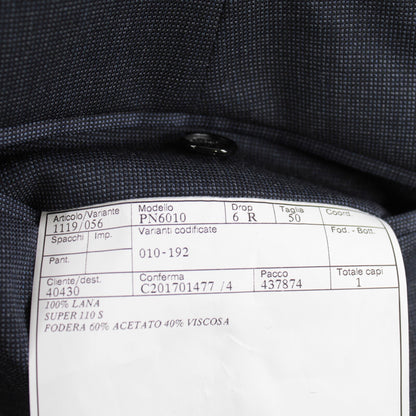 Articolo/Variante Modello Drop Taglia Coord.
1119/056 PN6010 6 R 50
Spacchi Imp. Varianti codificate Fod. - Bott.
Pant. 010-192
Cliente/dest. Conferma Pacco Totale capi
40430 C201701477 /4 437874 1
100% LANA
SUPER 110 S
FODERA 60% ACETATO 40% VISCOSA